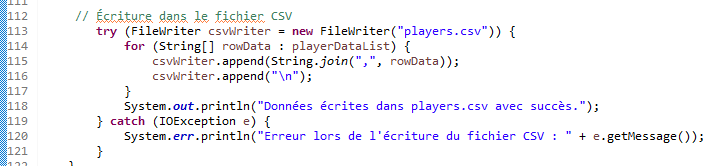 112 // Écriture dans le fichier CSV
113 try (FileWriter csvWriter = new FileWriter("players.csv")) {
114 for (String[] rowData : playerDataList) {
115 csvWriter.append(String.join(",", rowData));
116 csvWriter.append("\n");
117 }
118 System.out.println("Données écrites dans players.csv avec succès.");
119 } catch (IOException e) {
120 System.err.println("Erreur lors de l'écriture du fichier CSV : " + e.getMessage());
121 }